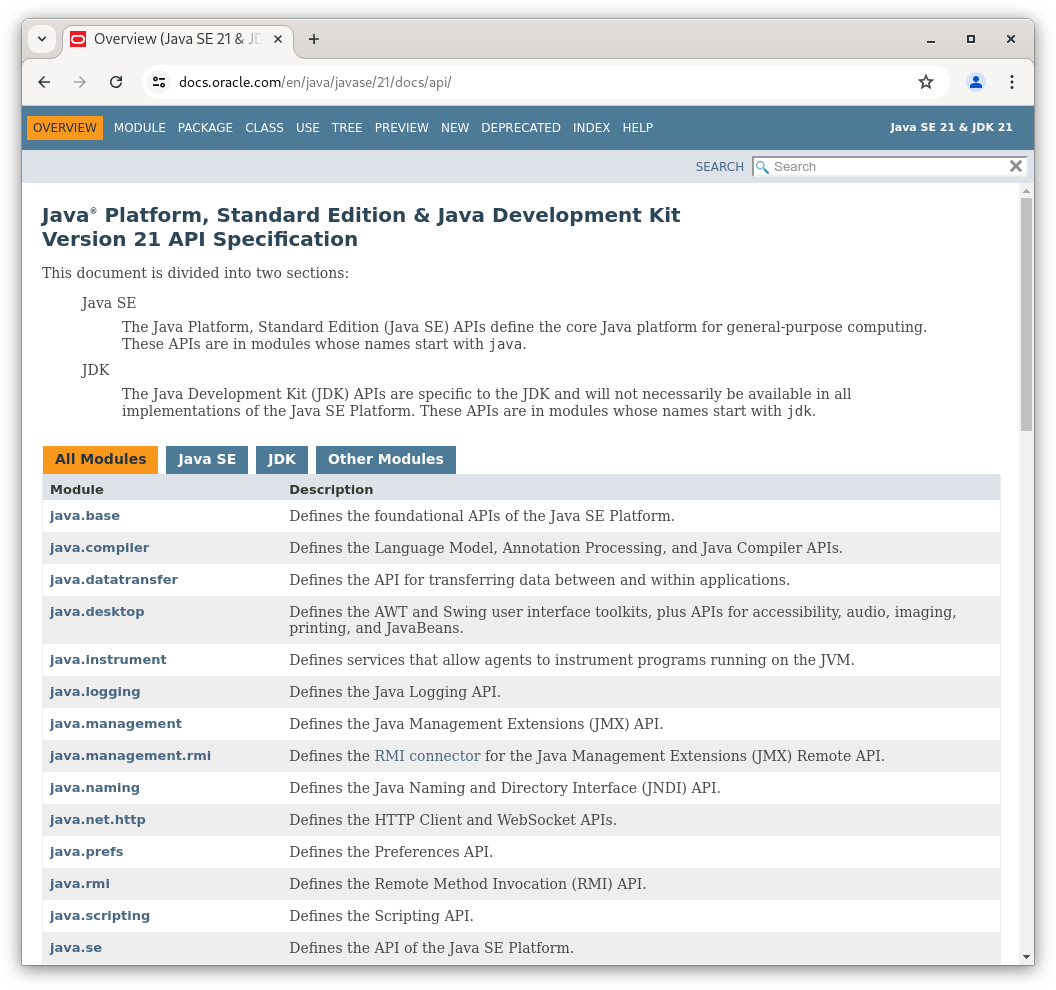 Overview (Java SE 21 & JD
docs.oracle.com/en/java/javase/21/docs/api/
OVERVIEW MODULE PACKAGE CLASS USE TREE PREVIEW NEW DEPRECATED INDEX HELP Java SE 21 & JDK 21
SEARCH Search
Java® Platform, Standard Edition & Java Development Kit
Version 21 API Specification
This document is divided into two sections:
Java SE
The Java Platform, Standard Edition (Java SE) APIs define the core Java platform for general-purpose computing.
These APIs are in modules whose names start with java.
JDK
The Java Development Kit (JDK) APIs are specific to the JDK and will not necessarily be available in all
implementations of the Java SE Platform. These APIs are in modules whose names start with jdk.
All Modules Java SE JDK Other Modules
Module Description
java.base Defines the foundational APIs of the Java SE Platform.
java.compiler Defines the Language Model, Annotation Processing, and Java Compiler APIs.
java.datatransfer Defines the API for transferring data between and within applications.
java.desktop Defines the AWT and Swing user interface toolkits, plus APIs for accessibility, audio, imaging,
printing, and JavaBeans.
java.instrument Defines services that allow agents to instrument programs running on the JVM.
java.logging Defines the Java Logging API.
java.management Defines the Java Management Extensions (JMX) API.
java.management.rmi Defines the RMI connector for the Java Management Extensions (JMX) Remote API.
java.naming Defines the Java Naming and Directory Interface (JNDI) API.
java.net.http Defines the HTTP Client and WebSocket APIs.
java.prefs Defines the Preferences API.
java.rmi Defines the Remote Method Invocation (RMI) API.
java.scripting Defines the Scripting API.
java.se Defines the API of the Java SE Platform.